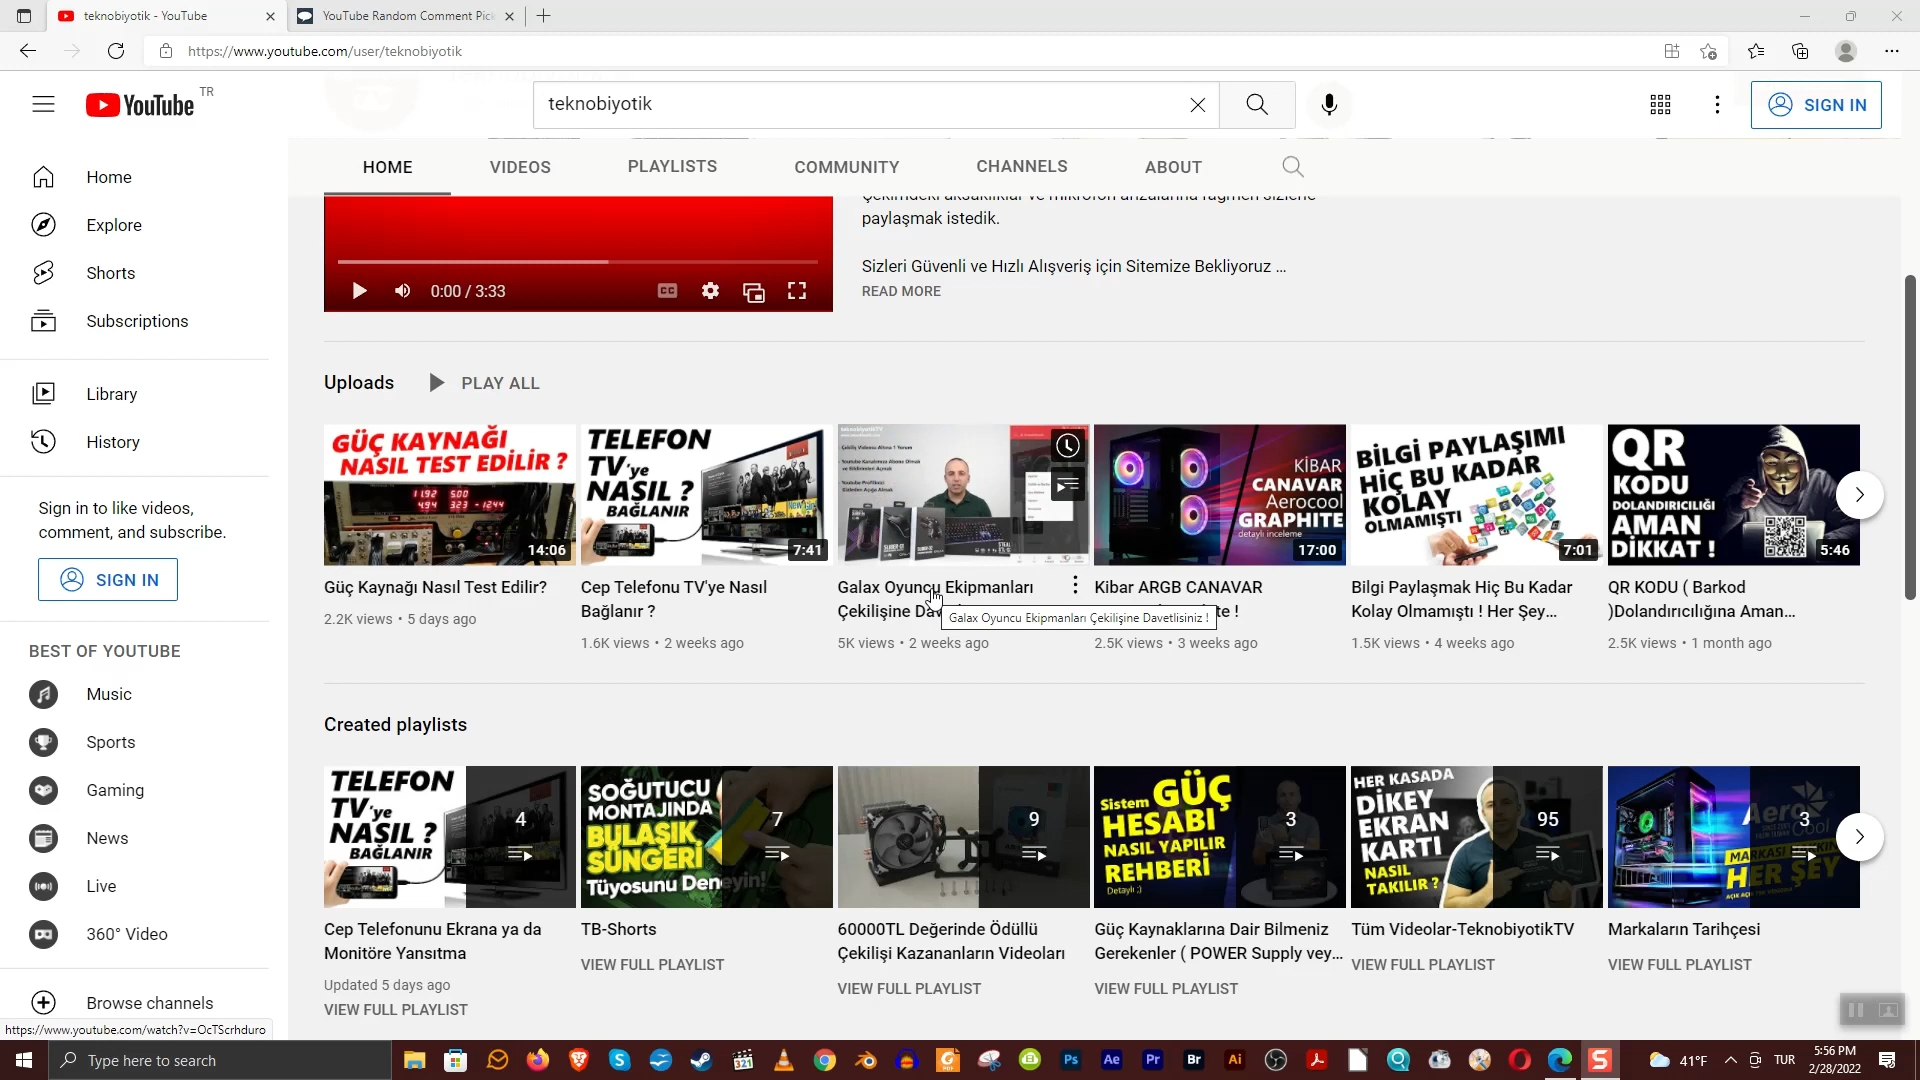 teknobiyotik - YouTube
YouTube Random Comment Pick
https://www.youtube.com/user/teknobiyotik
YouTube TR
teknobiyotik
SIGN IN
HOME VIDEOS PLAYLISTS COMMUNITY CHANNELS ABOUT
Home
Explore
Shorts
Subscriptions
Library
History
Sign in to like videos,
comment, and subscribe.
SIGN IN
BEST OF YOUTUBE
Music
Sports
Gaming
News
Live
360° Video
Browse channels
https://www.youtube.com/watch?v=OcTScrhduro
paylaşmak istedik.
Sizleri Güvenli ve Hızlı Alışveriş için Sitemize Bekliyoruz ...
READ MORE
0:00 / 3:33
CC
Uploads PLAY ALL
GÜÇ KAYNAĞI
NASIL TEST EDİLİR ?
14:06
Güç Kaynağı Nasıl Test Edilir?
2.2K views • 5 days ago
TELEFON
TV'ye
NASIL ?
BAĞLANIR
7:41
Cep Telefonu TV'ye Nasıl
Bağlanır ?
1.6K views • 2 weeks ago
Galax Oyuncu Ekipmanları
Çekilişine
Galax Oyuncu Ekipmanları Çekilişine Davetlisiniz !
5K views • 2 weeks ago
KİBAR
CANAVAR
Aerocool
GRAPHITE
detaylı inceleme
17:00
Kibar ARGB CANAVAR
2.5K views • 3 weeks ago
BİLGİ PAYLAŞIMI
HİÇ BU KADAR
KOLAY
OLMAMIŞTI
7:01
Bilgi Paylaşmak Hiç Bu Kadar
Kolay Olmamıştı ! Her Şey...
1.5K views • 4 weeks ago
QR
KODU
DOLANDIRICILIĞINA
AMAN
DİKKAT !
5:46
QR KODU ( Barkod
)Dolandırıcılığına Aman...
2.5K views • 1 month ago
Created playlists
TELEFON
TV'ye
NASIL ?
BAĞLANIR
4
Cep Telefonunu Ekrana ya da
Monitöre Yansıtma
Updated 5 days ago
VIEW FULL PLAYLIST
SOĞUTUCU
MONTAJINDA
BULAŞIK
SÜNGERİ
Tüyosunu Deneyin!
7
TB-Shorts
VIEW FULL PLAYLIST
9
60000TL Değerinde Ödüllü
Çekilişi Kazananların Videoları
VIEW FULL PLAYLIST
Sistem GÜÇ
HESABI
NASIL YAPILIR
REHBERİ
Detaylı ;)
3
Güç Kaynaklarına Dair Bilmeniz
Gerekenler ( POWER Supply vey...
VIEW FULL PLAYLIST
HER KASADA
DİKEY
EKRAN
KARTI
NASIL
TAKILIR ?
95
Tüm Videolar-TeknobiyotikTV
VIEW FULL PLAYLIST
3
HER ŞEY
Markaların Tarihçesi
VIEW FULL PLAYLIST
Type here to search
Ps Ae Pr Br Ai
41°F
TUR
5:56 PM
2/28/2022